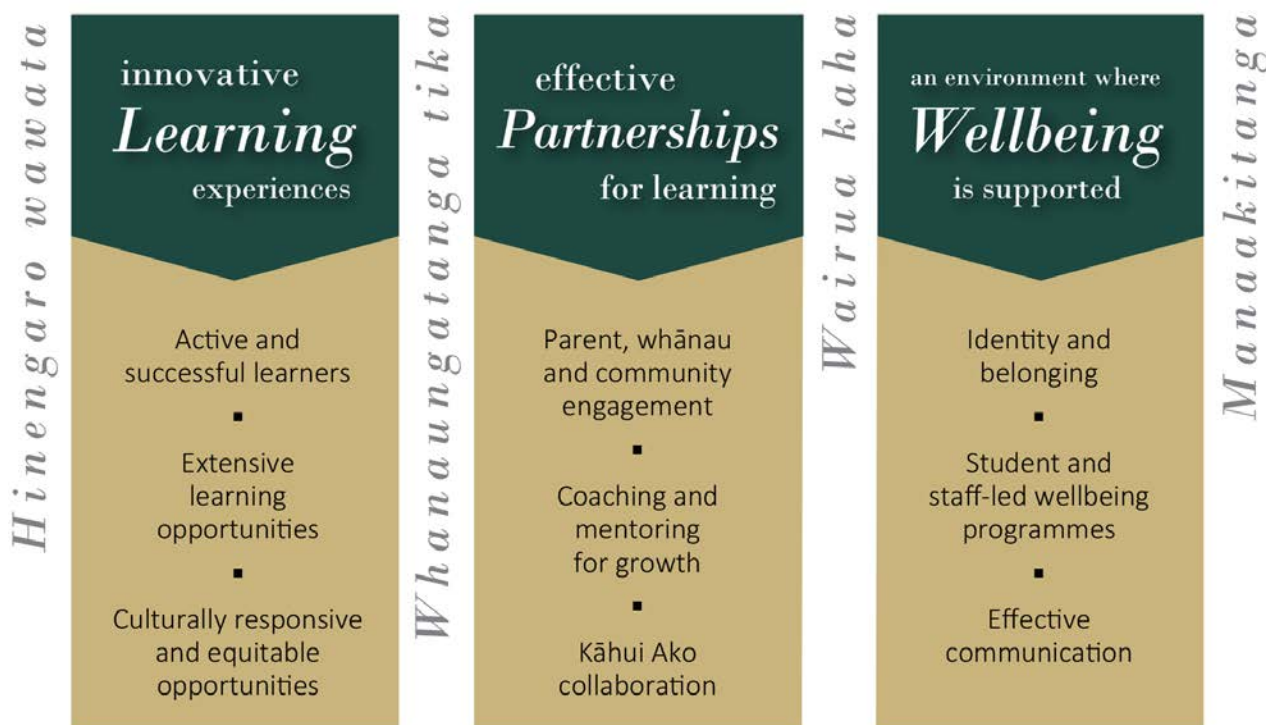 Hinengaro wawata
innovative
Learning
experiences
Active and
successful learners
▪
Extensive
learning
opportunities
▪
Culturally responsive
and equitable
opportunities
Whanaungatanga tika
effective
Partnerships
for learning
Parent, whānau
and community
engagement
▪
Coaching and
mentoring
for growth
▪
Kāhui Ako
collaboration
Wairua kaha
an environment where
Wellbeing
is supported
Identity and
belonging
▪
Student and
staff-led wellbeing
programmes
▪
Effective
communication
Manaakitanga